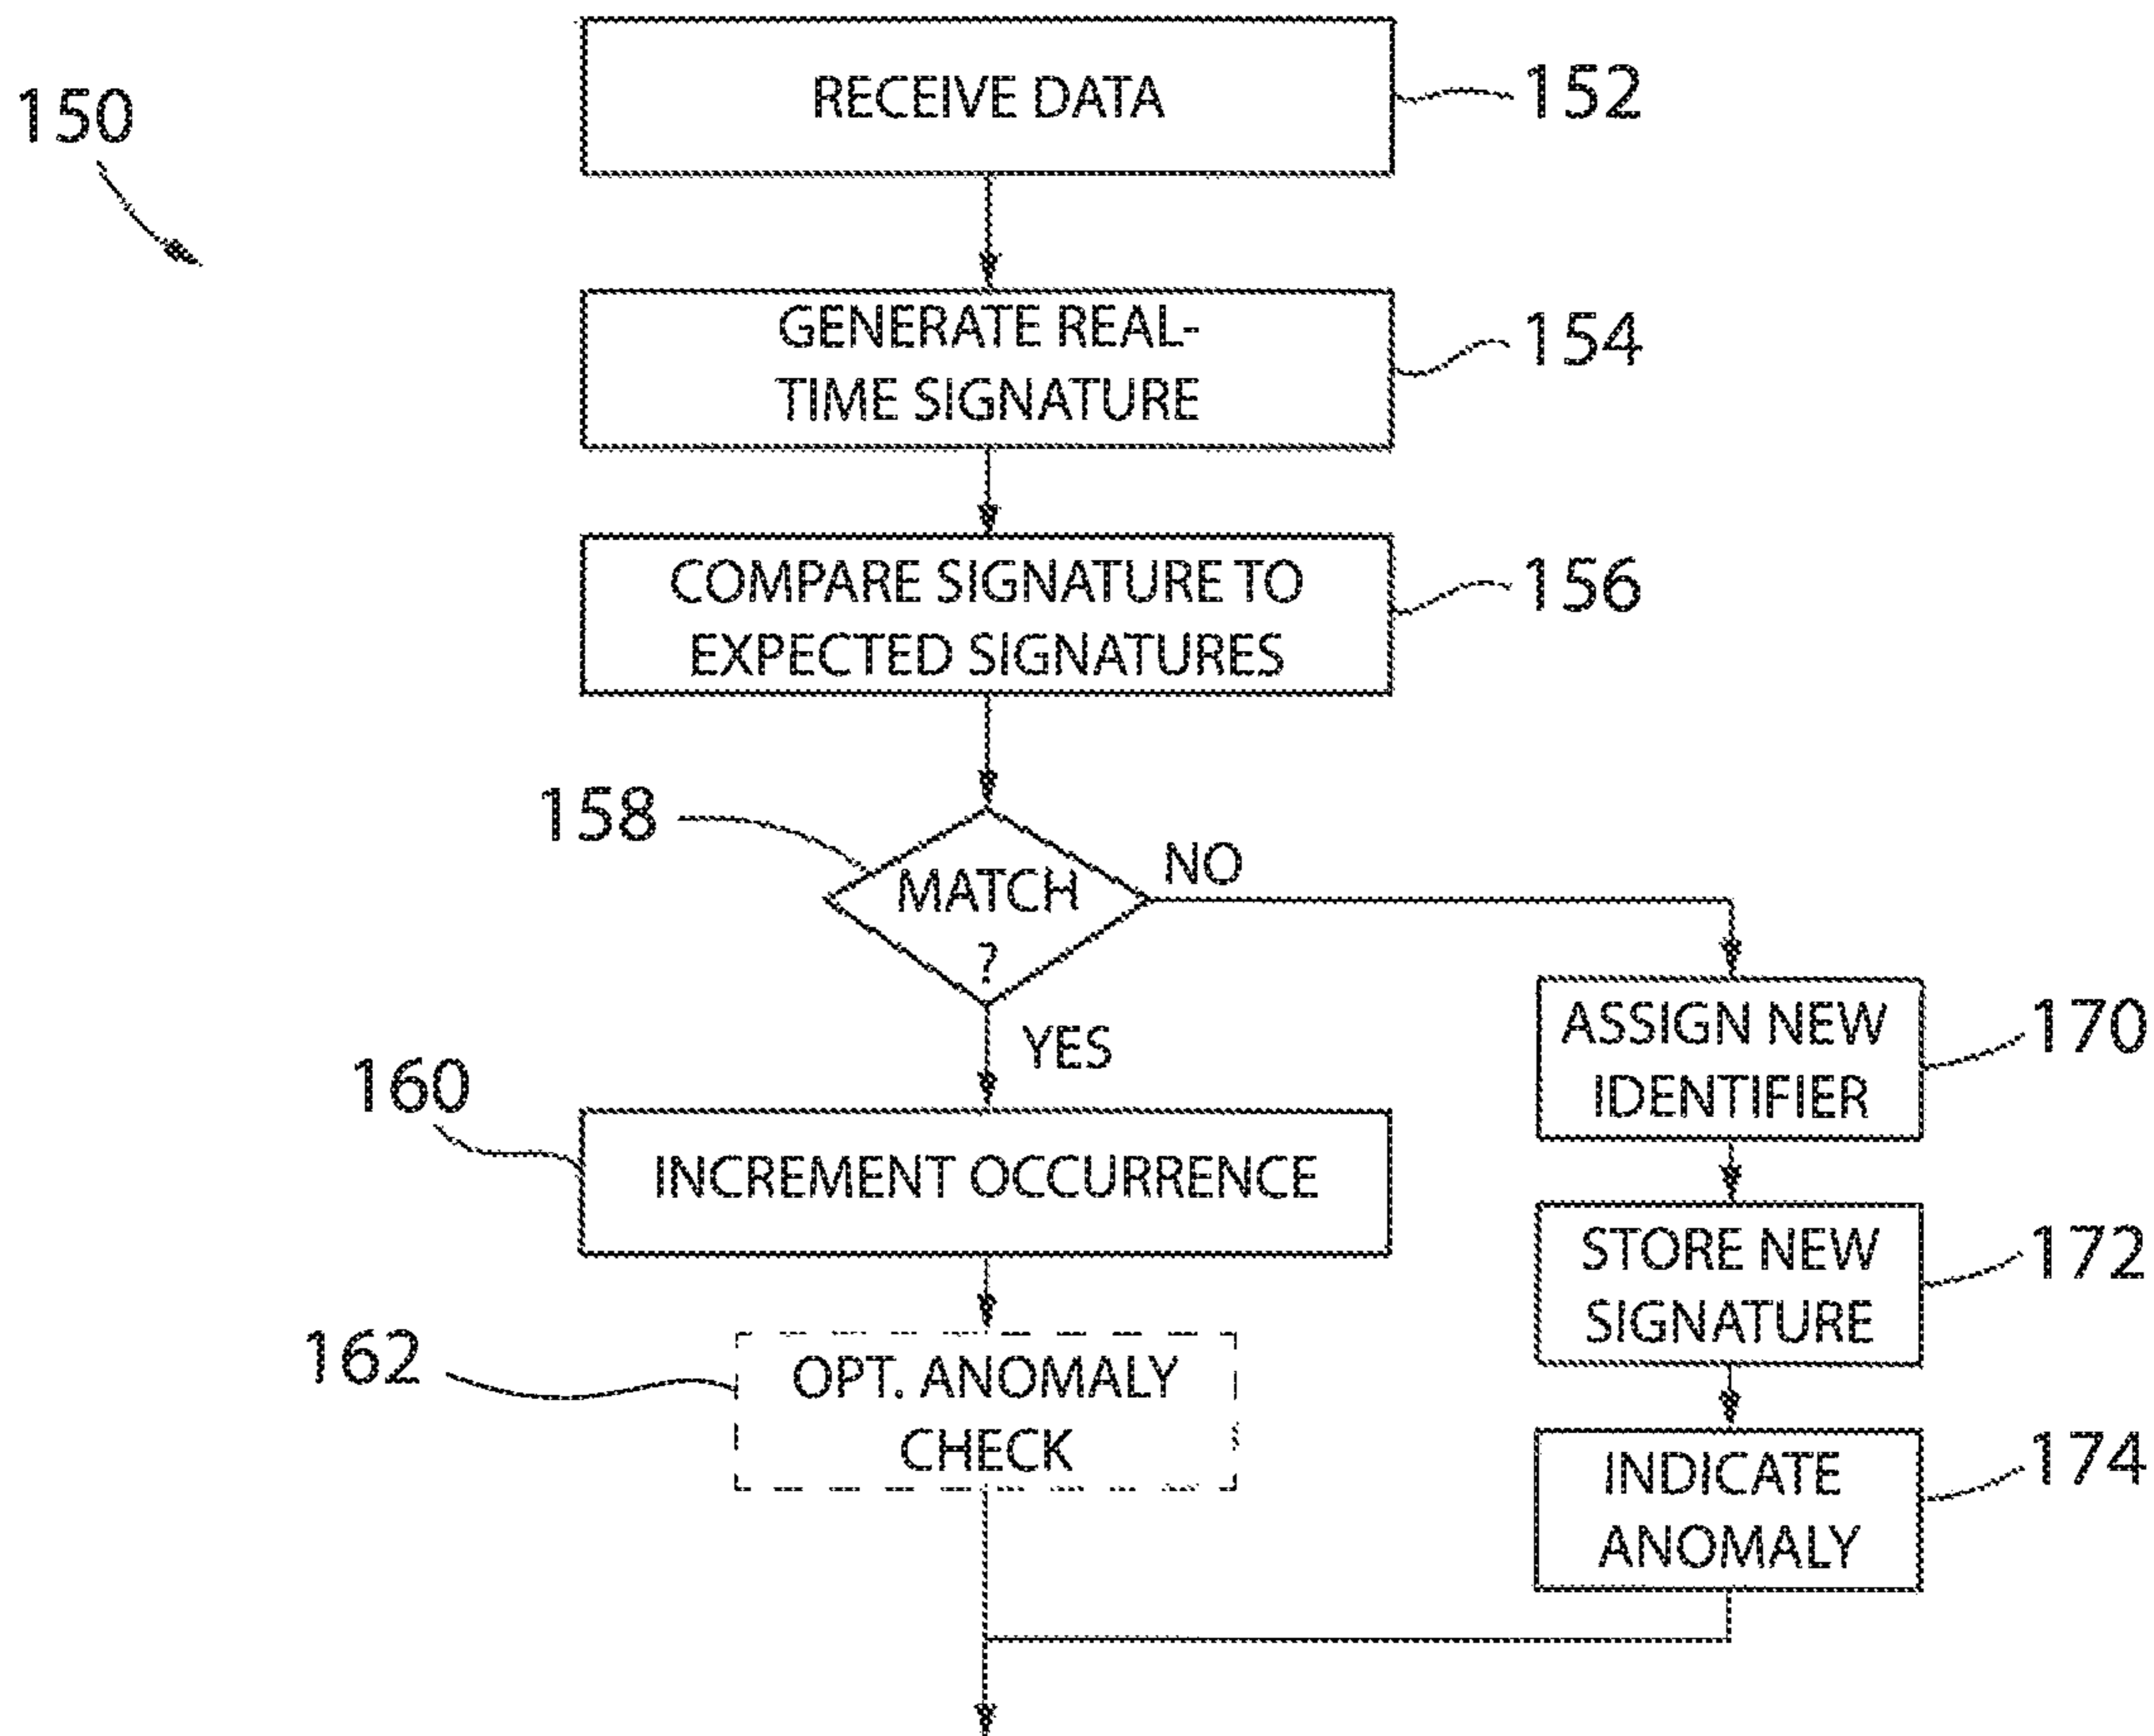 RECEIVE DATA
152
150
GENERATE REAL-
TIME SIGNATURE
154
COMPARE SIGNATURE TO
EXPECTED SIGNATURES
156
158
MATCH
?
NO
YES
160
INCREMENT OCCURRENCE
ASSIGN NEW
IDENTIFIER
170
STORE NEW
SIGNATURE
172
162
OPT. ANOMALY
CHECK
INDICATE
ANOMALY
174